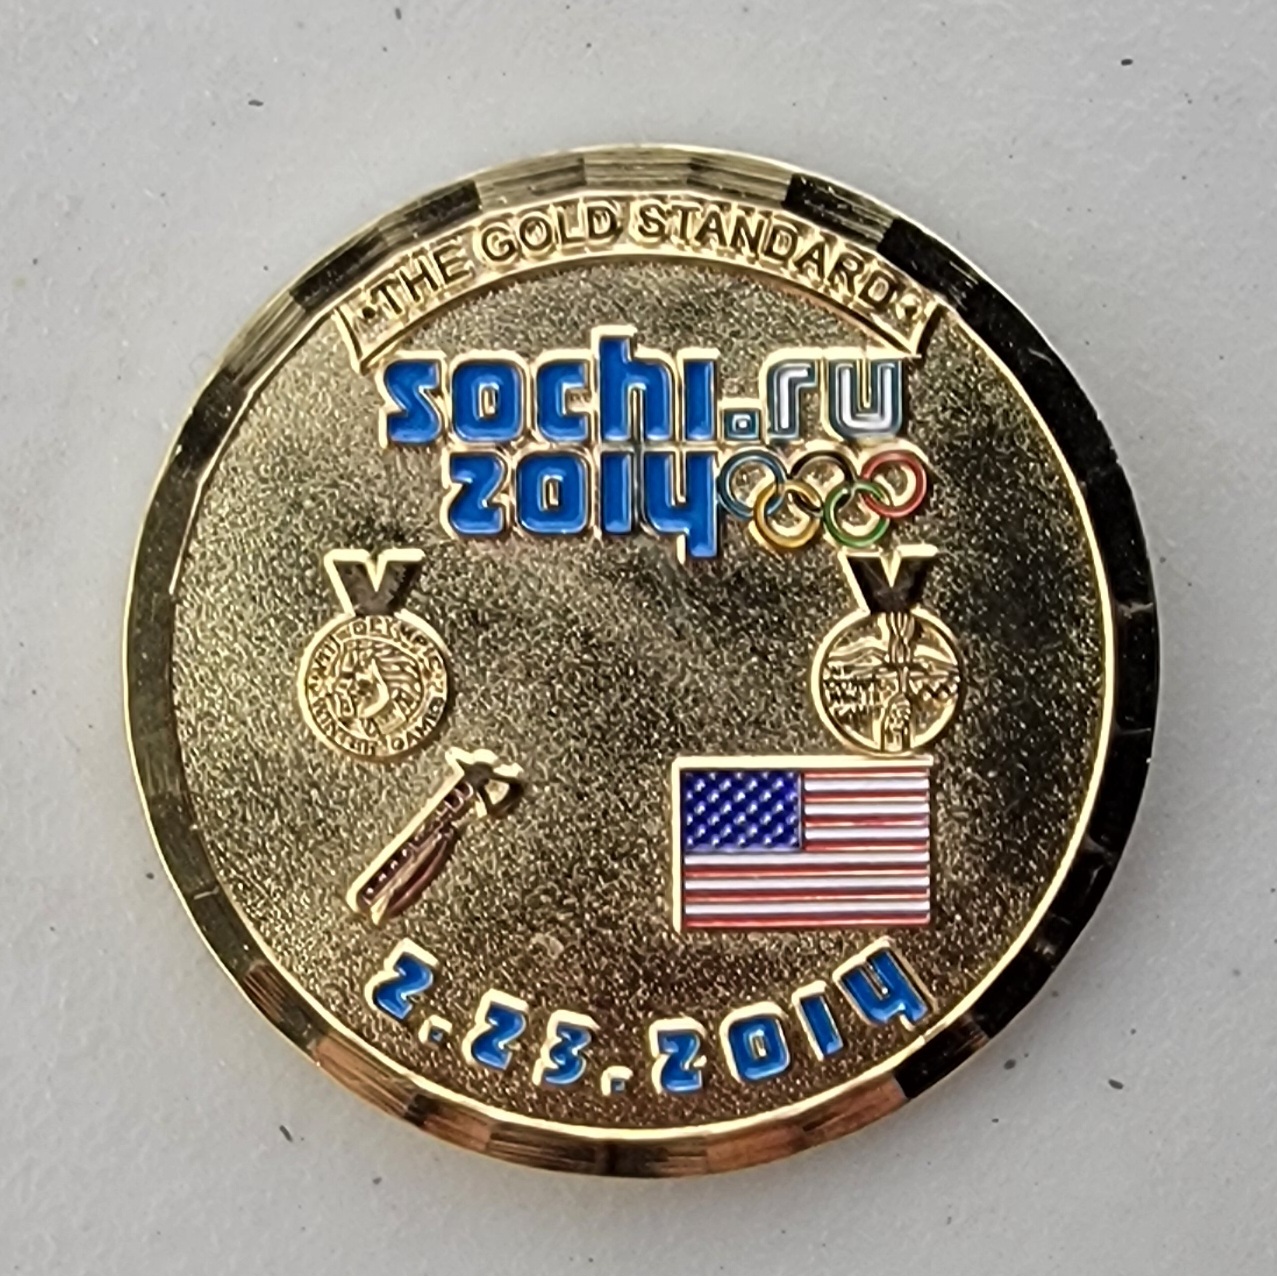 • THE GOLD STANDARD •
sochi.ru
2014
2.23.2014